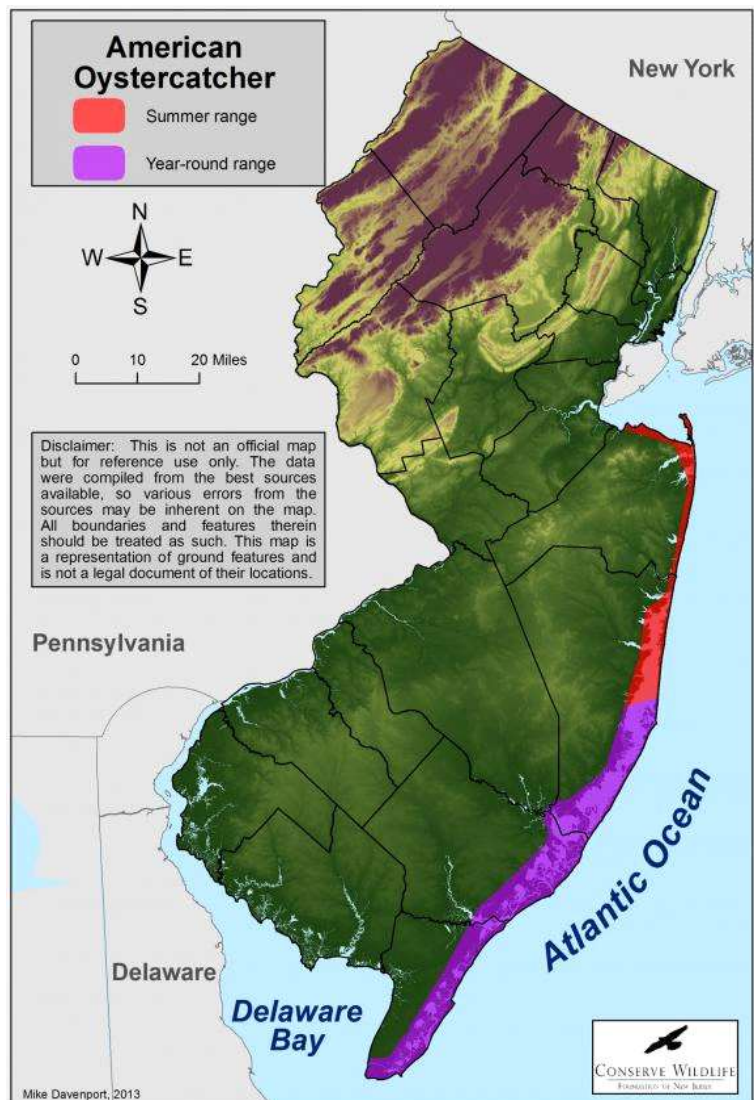 American
Oystercatcher
Summer range
Year-round range
New York
N
W E
S
0 10 20 Miles
Disclaimer: This is not an official map
but for reference use only. The data
were compiled from the best sources
available, so various errors from the
sources may be inherent on the map.
All boundaries and features therein
should be treated as such. This map is
a representation of ground features and
is not a legal document of their locations.
Pennsylvania
Atlantic Ocean
Delaware
Delaware
Bay
CONSERVE WILDLIFE
FOUNDATION OF NEW JERSEY
Mike Davenport, 2013